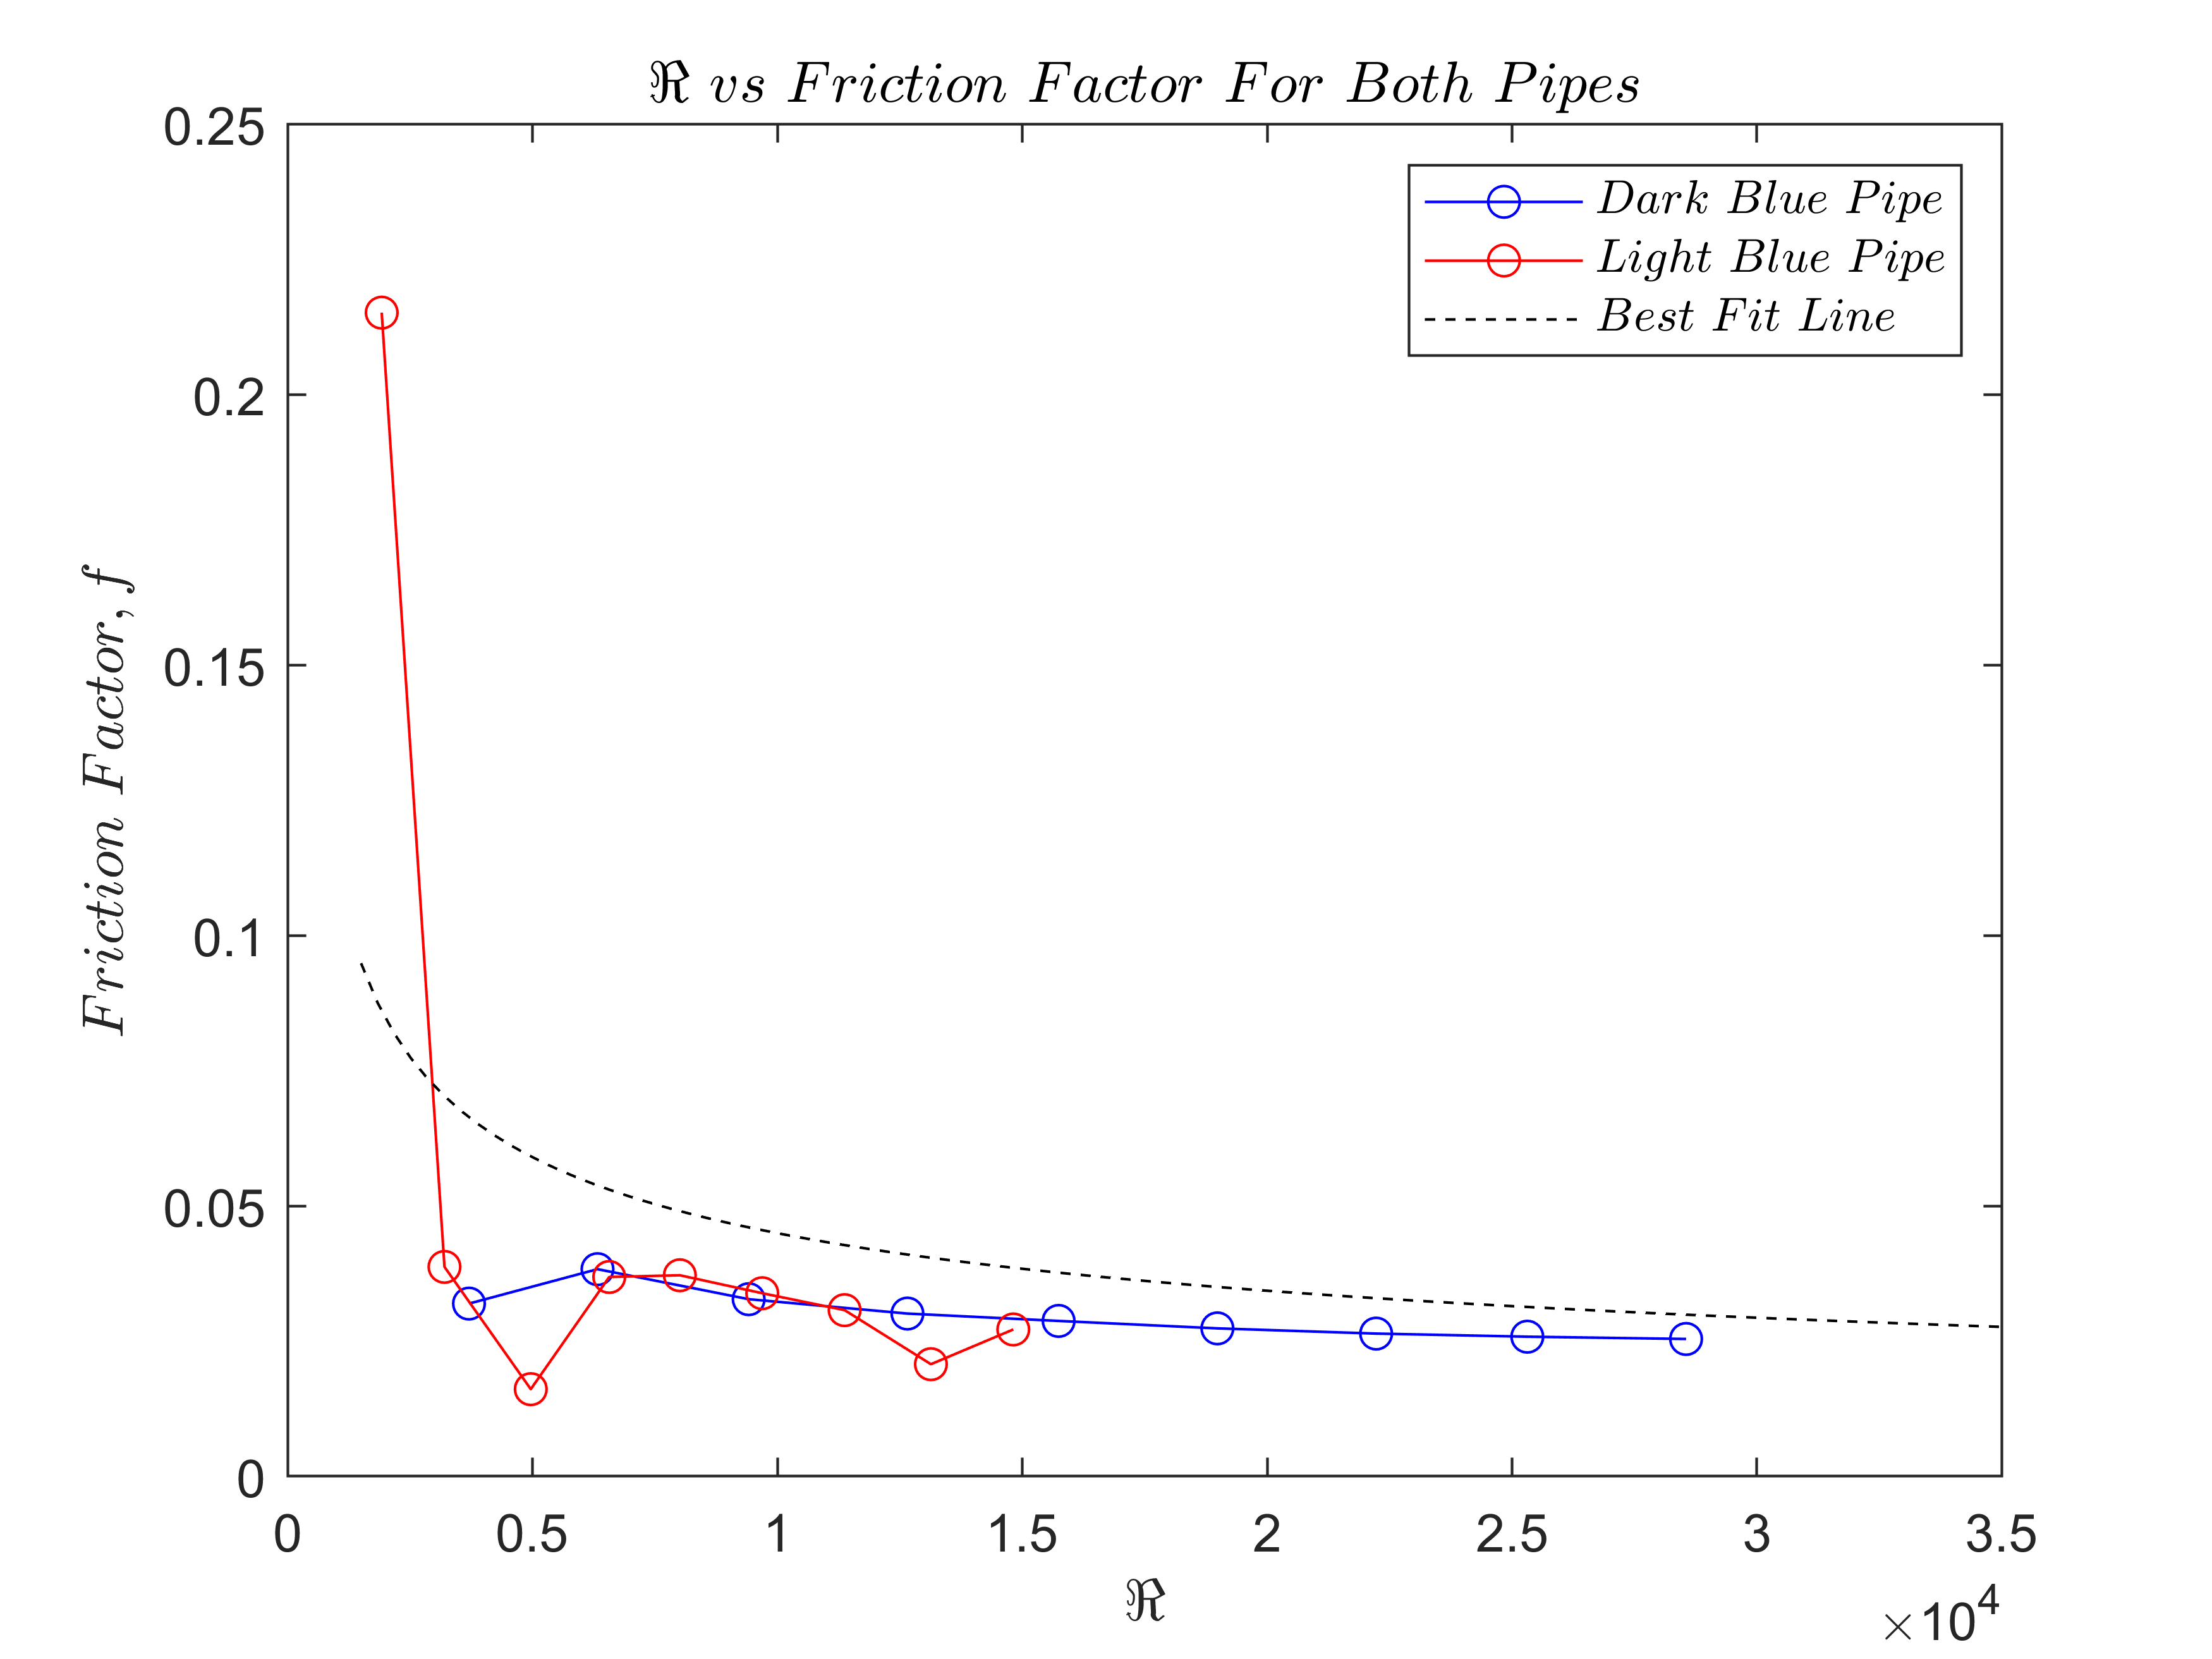 ℜ vs Friction Factor For Both Pipes
0.25
0.2
0.15
0.1
0.05
0
Friction Factor, f
Dark Blue Pipe
Light Blue Pipe
Best Fit Line
0 0.5 1 1.5 2 2.5 3 3.5
ℜ
×10⁴